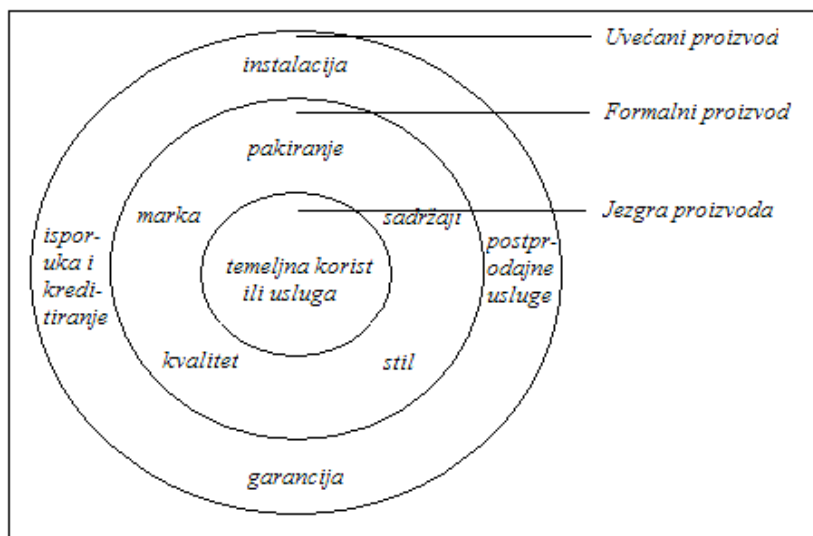 Uvećani proizvod
instalacija
Formalni proizvod
pakiranje
marka
sadržaji
Jezgra proizvoda
ispor-
uka i
kredi-
tiranje
temeljna korist
ili usluga
postpr-
odajne
usluge
kvalitet
stil
garancija